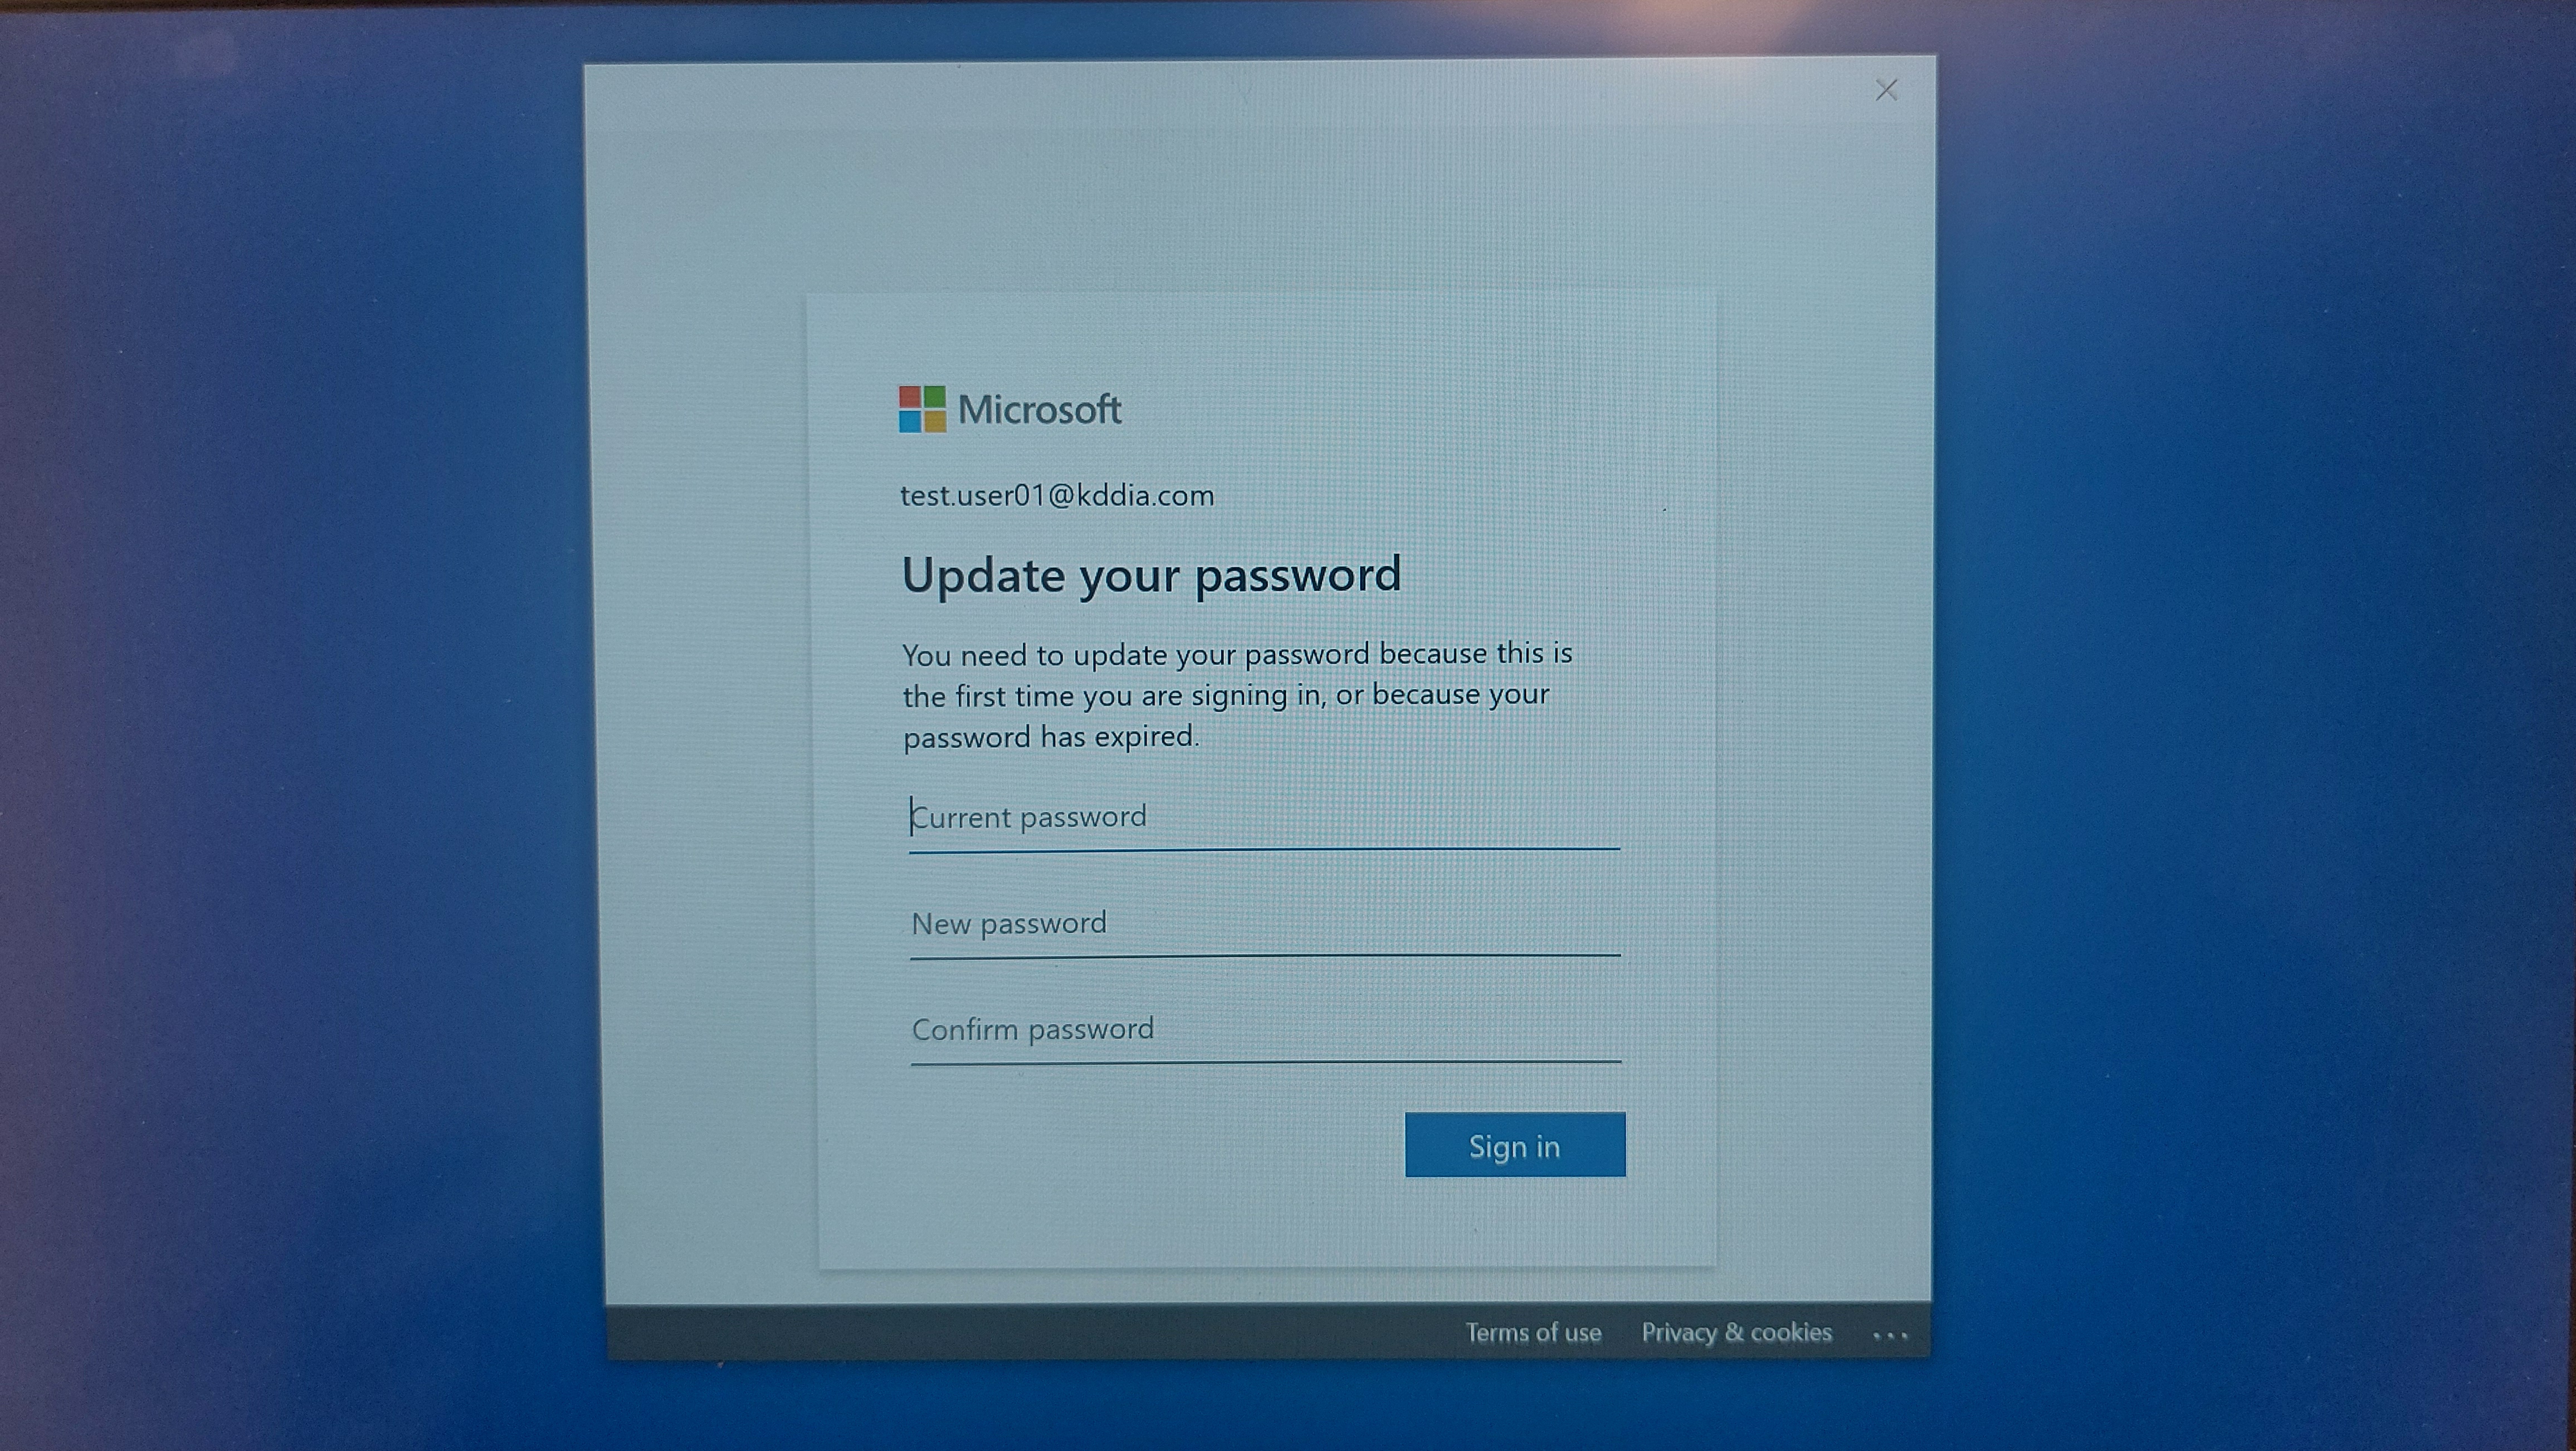 Microsoft
test.user01@kddia.com
Update your password
You need to update your password because this is
the first time you are signing in, or because your
password has expired.
Current password
New password
Confirm password
Sign in
Terms of use Privacy & cookies ...